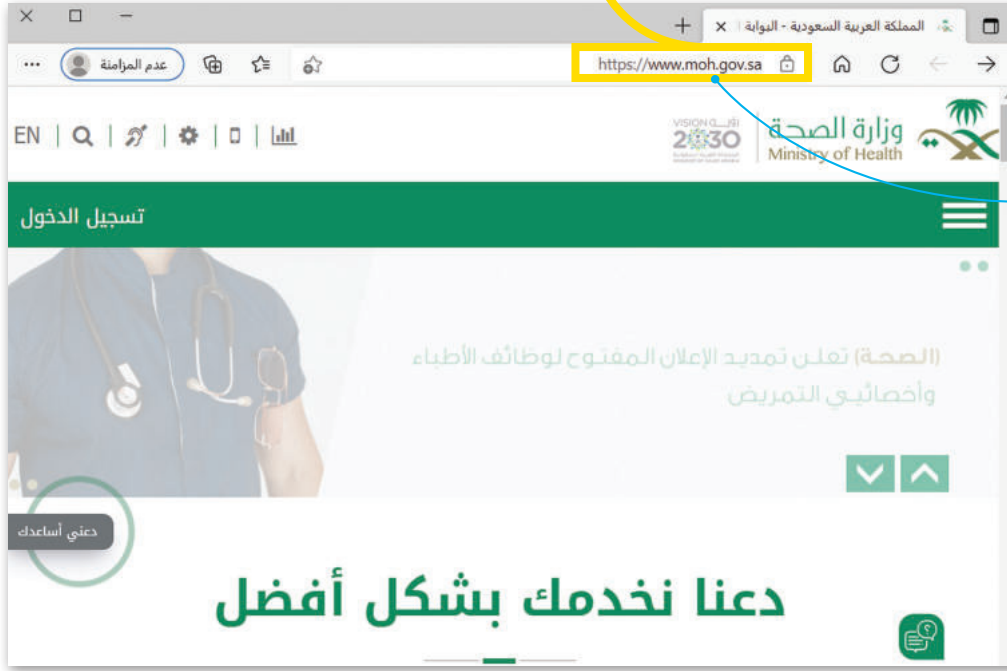 المملكة العربية السعودية - البوابة ا
https://www.moh.gov.sa
عدم المزامنة
وزارة الصحة
Ministry of Health
VISION رؤية
2030
EN
تسجيل الدخول
(الصحة) تعلن تمديد الإعلان المفتوح لوظائف الأطباء
وأخصائيي التمريض
دعني أساعدك
دعنا نخدمك بشكل أفضل